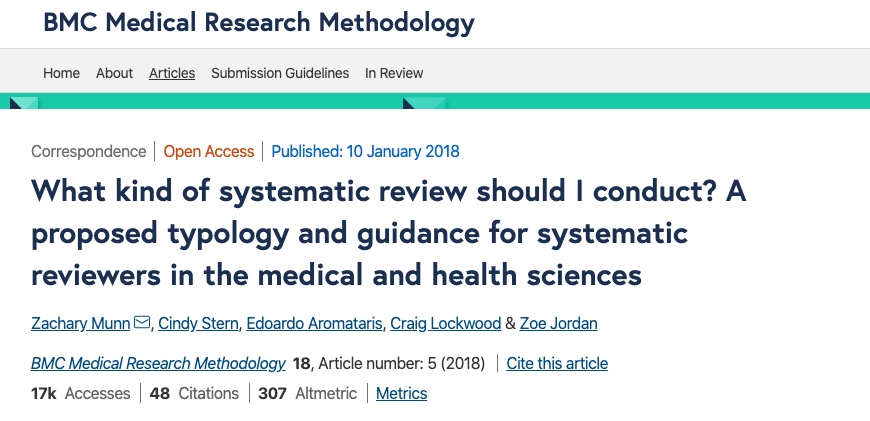 BMC Medical Research Methodology
Home About Articles Submission Guidelines In Review
Correspondence | Open Access | Published: 10 January 2018
What kind of systematic review should I conduct? A
proposed typology and guidance for systematic
reviewers in the medical and health sciences
Zachary Munn, Cindy Stern, Edoardo Aromataris, Craig Lockwood & Zoe Jordan
BMC Medical Research Methodology 18, Article number: 5 (2018) | Cite this article
17k Accesses | 48 Citations | 307 Altmetric | Metrics